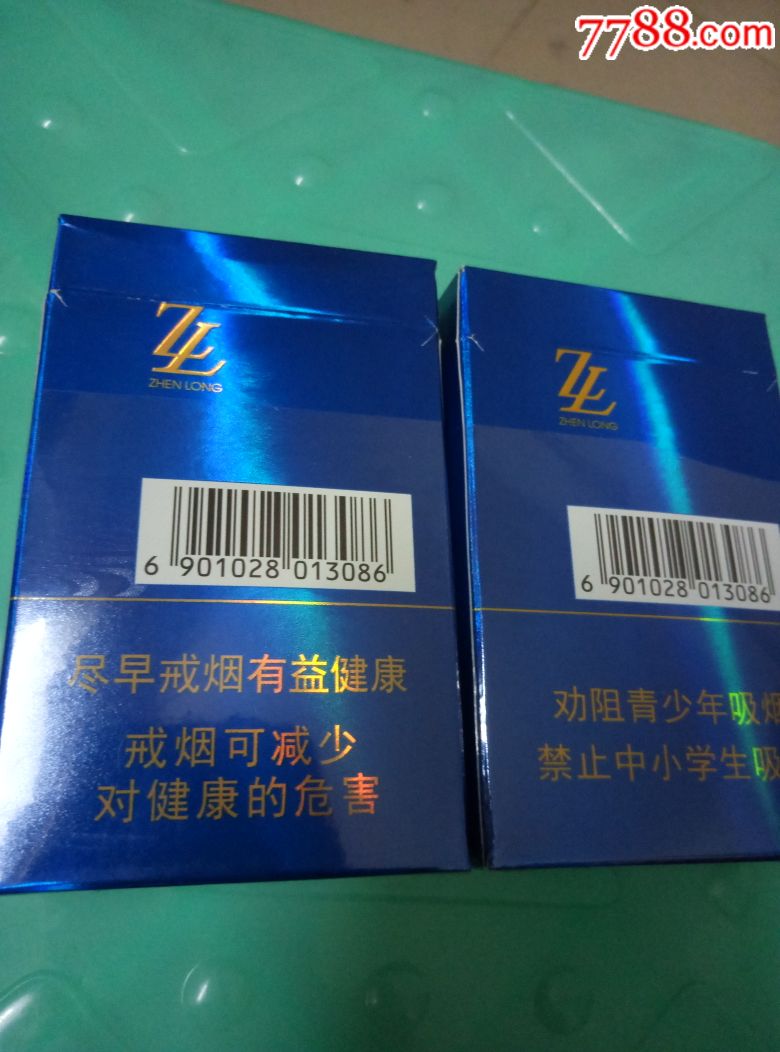 7788.com
ZL
ZHEN LONG
6 901028 013086
尽早戒烟有益健康
戒烟可减少
对健康的危害
ZL
ZHEN LONG
6 901028 013086
劝阻青少年吸烟
禁止中小学生吸